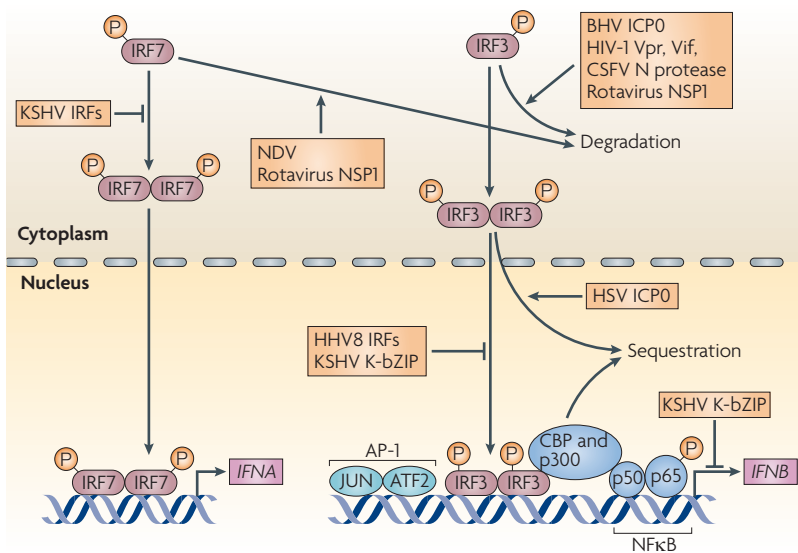 P
IRF7
P
IRF3
BHV ICP0
HIV-1 Vpr, Vif,
CSFV N protease
Rotavirus NSP1
KSHV IRFs
NDV
Rotavirus NSP1
Degradation
P
P
IRF7
IRF7
P
P
IRF3
IRF3
Cytoplasm
Nucleus
HSV ICP0
HHV8 IRFs
KSHV K-bZIP
Sequestration
KSHV K-bZIP
P
P
IRF7
IRF7
IFNA
AP-1
JUN
ATF2
P
P
IRF3
IRF3
CBP and
p300
p50
p65
P
IFNB
NFκB